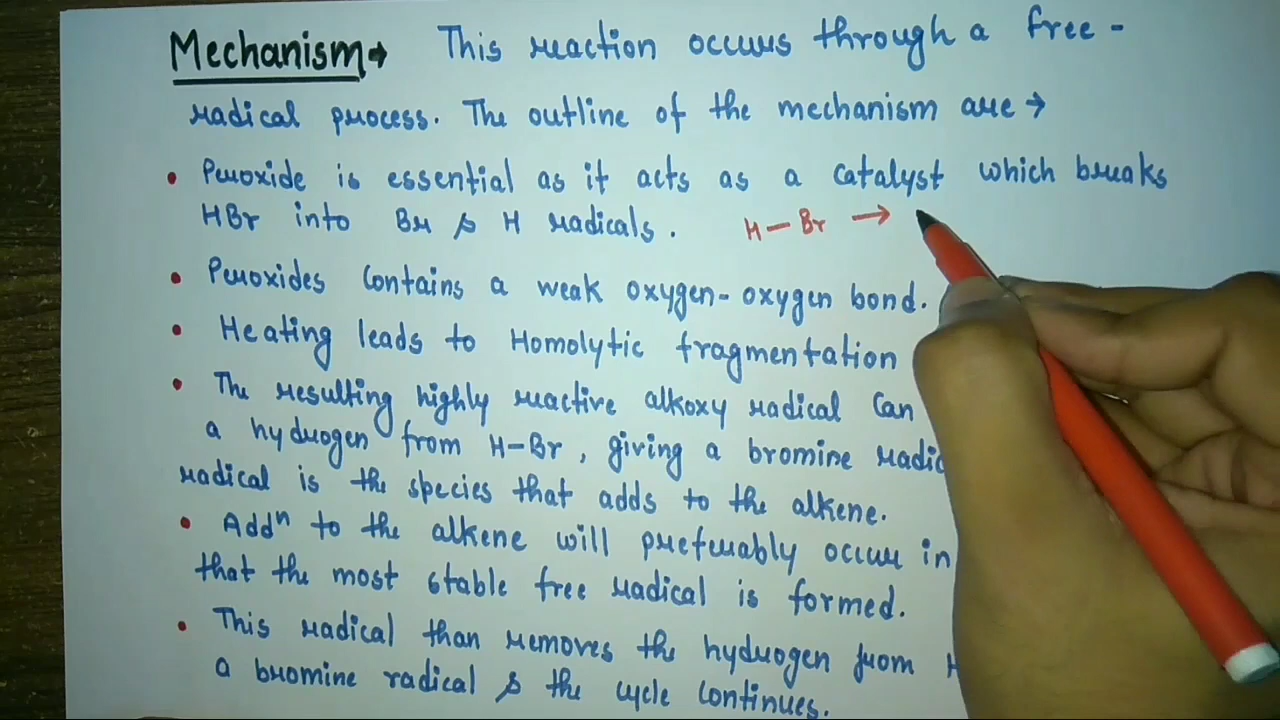 Mechanism→ This reaction occurs through a free-
radical process. The outline of the mechanism are →
• Peroxide is essential as it acts as a catalyst which breaks
HBr into Br & H radicals. H—Br →
• Peroxides Contains a weak oxygen-oxygen bond.
• Heating leads to Homolytic fragmentation
• The resulting highly reactive alkoxy radical Can
a hydrogen from H-Br, giving a bromine
radical is the species that adds to the alkene.
• Addⁿ to the alkene will preferably occur in
that the most stable free radical is formed.
• This radical than removes the hydrogen from
a bromine radical & the cycle Continues.